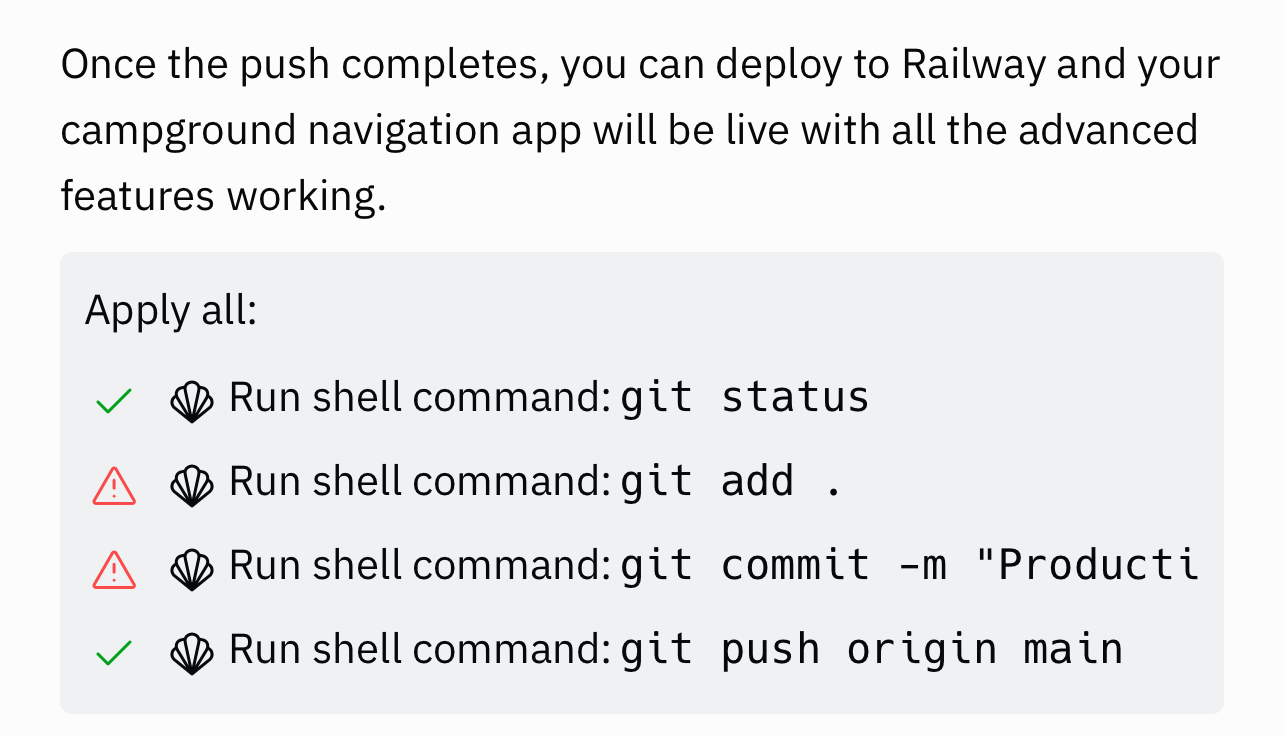 Once the push completes, you can deploy to Railway and your
campground navigation app will be live with all the advanced
features working.
Apply all:
Run shell command: git status
Run shell command: git add .
Run shell command: git commit -m "Producti
Run shell command: git push origin main